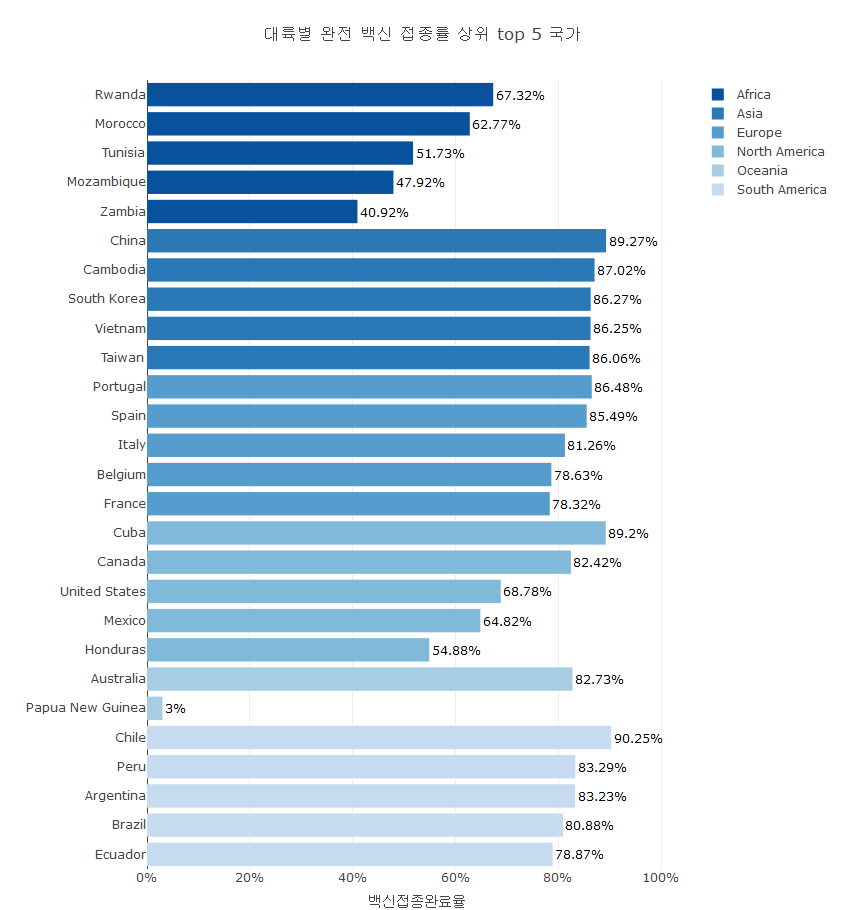 대륙별 완전 백신 접종률 상위 top 5 국가
Rwanda 67.32%
Morocco 62.77%
Tunisia 51.73%
Mozambique 47.92%
Zambia 40.92%
China 89.27%
Cambodia 87.02%
South Korea 86.27%
Vietnam 86.25%
Taiwan 86.06%
Portugal 86.48%
Spain 85.49%
Italy 81.26%
Belgium 78.63%
France 78.32%
Cuba 89.2%
Canada 82.42%
United States 68.78%
Mexico 64.82%
Honduras 54.88%
Australia 82.73%
Papua New Guinea 3%
Chile 90.25%
Peru 83.29%
Argentina 83.23%
Brazil 80.88%
Ecuador 78.87%
0% 20% 40% 60% 80% 100%
백신접종완료율
Africa
Asia
Europe
North America
Oceania
South America